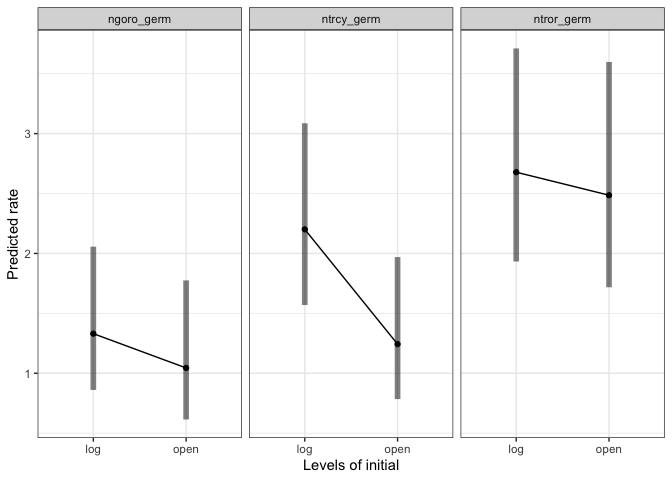 ngoro_germ ntrcy_germ ntror_germ
Predicted rate
3
2
1
log open log open log open
Levels of initial